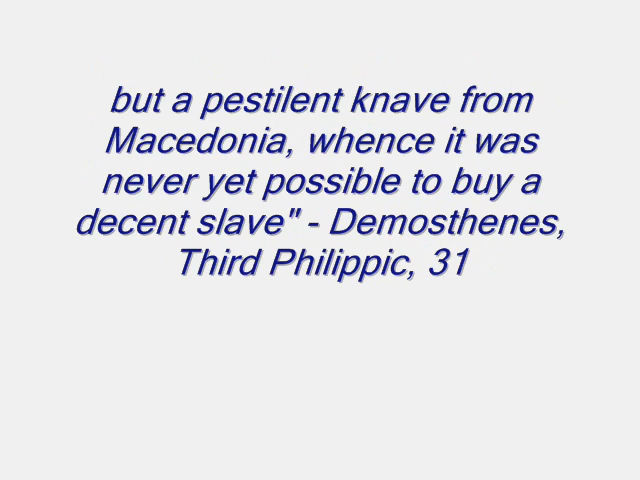 but a pestilent knave from
Macedonia, whence it was
never yet possible to buy a
decent slave" - Demosthenes,
Third Philippic, 31